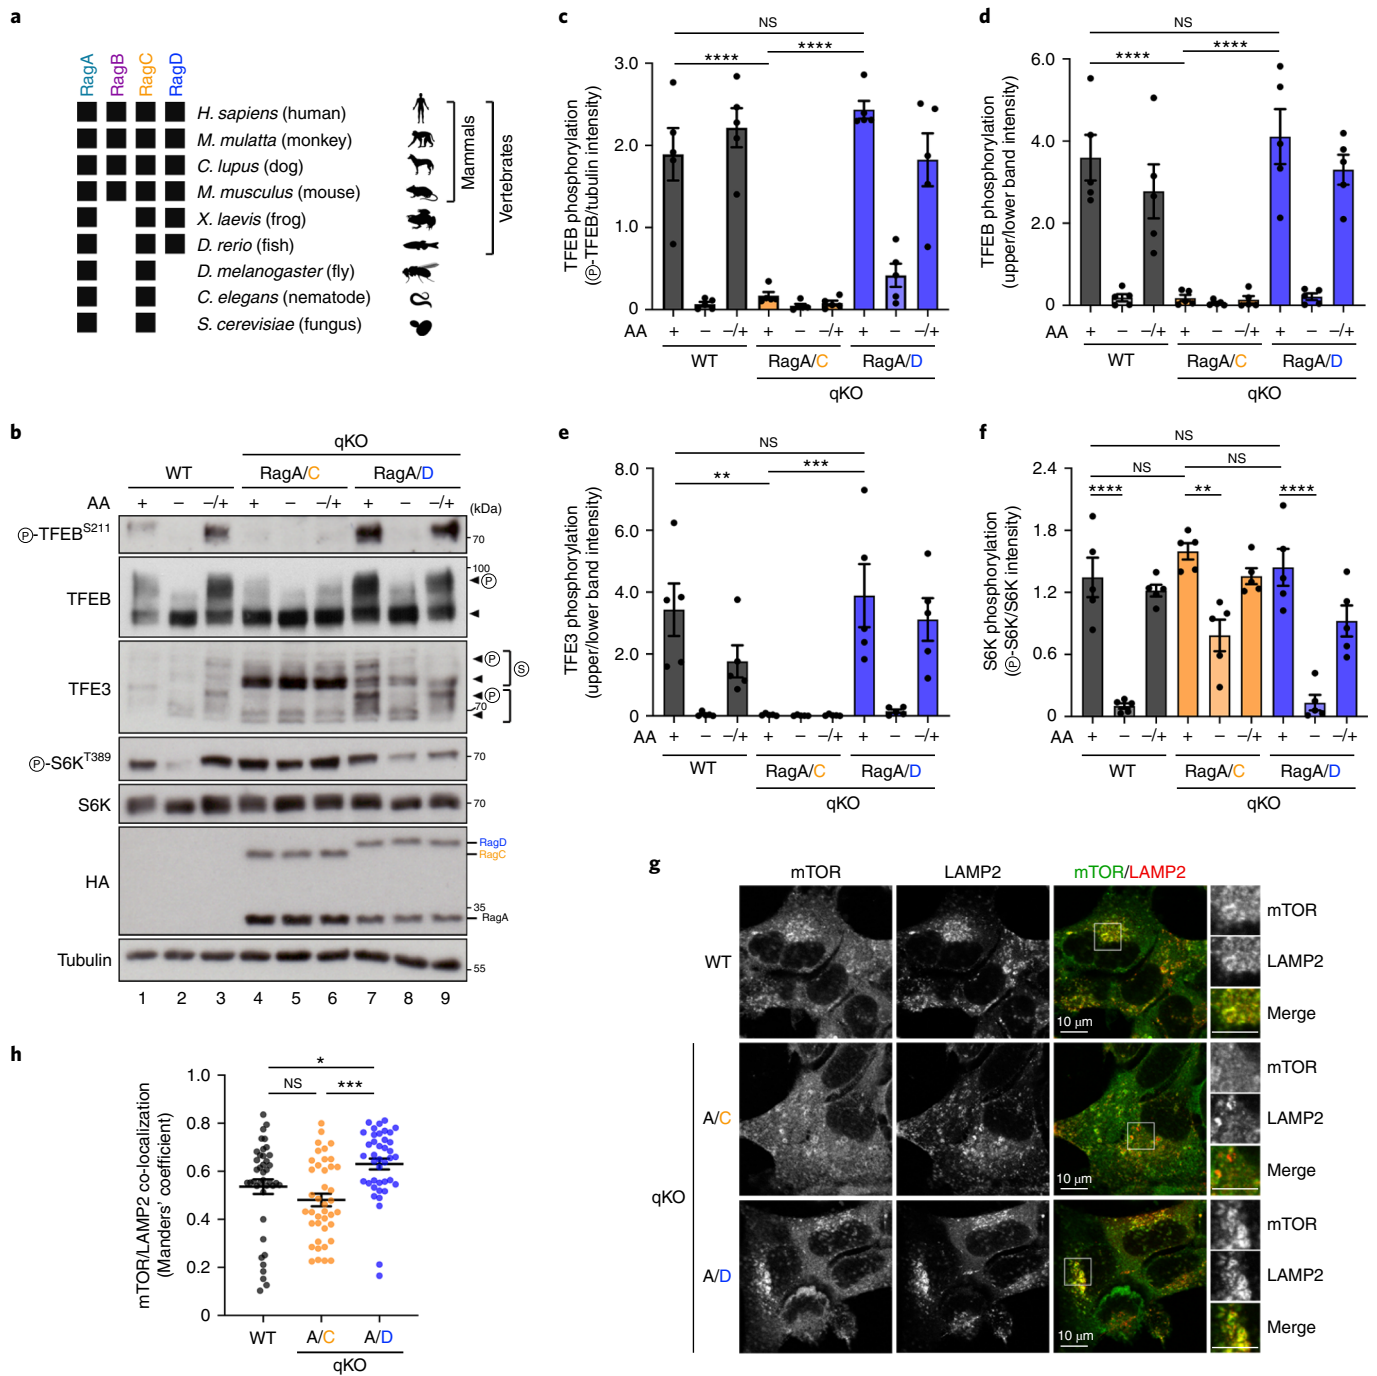 a
RagA RagB RagC RagD
H. sapiens (human)
M. mulatta (monkey)
C. lupus (dog)
M. musculus (mouse)
X. laevis (frog)
D. rerio (fish)
D. melanogaster (fly)
C. elegans (nematode)
S. cerevisiae (fungus)
Mammals
Vertebrates
b
qKO
WT RagA/C RagA/D
AA + – –/+ + – –/+ + – –/+ (kDa)
Ⓟ-TFEB^S211 70
TFEB 100 Ⓟ
TFE3 Ⓟ Ⓢ Ⓟ 70
Ⓟ-S6K^T389 70
S6K 70
HA RagD RagC 35 RagA
Tubulin 55
1 2 3 4 5 6 7 8 9
c
NS
**** ****
TFEB phosphorylation
(Ⓟ-TFEB/tubulin intensity)
3.0
2.0
1.0
0
AA + – –/+ + – –/+ + – –/+
WT RagA/C RagA/D
qKO
d
NS
**** ****
TFEB phosphorylation
(upper/lower band intensity)
6.0
4.0
2.0
0
AA + – –/+ + – –/+ + – –/+
WT RagA/C RagA/D
qKO
e
NS
** ***
TFE3 phosphorylation
(upper/lower band intensity)
8.0
6.0
4.0
2.0
0
AA + – –/+ + – –/+ + – –/+
WT RagA/C RagA/D
qKO
f
NS
NS NS
**** ** ****
S6K phosphorylation
(Ⓟ-S6K/S6K intensity)
2.4
1.8
1.2
0.6
0
AA + – –/+ + – –/+ + – –/+
WT RagA/C RagA/D
qKO
g
mTOR LAMP2 mTOR/LAMP2
WT
10 μm
mTOR
LAMP2
Merge
qKO
A/C
10 μm
mTOR
LAMP2
Merge
A/D
10 μm
mTOR
LAMP2
Merge
h
*
NS ***
mTOR/LAMP2 co-localization
(Manders' coefficient)
1.0
0.8
0.6
0.4
0.2
0
WT A/C A/D
qKO